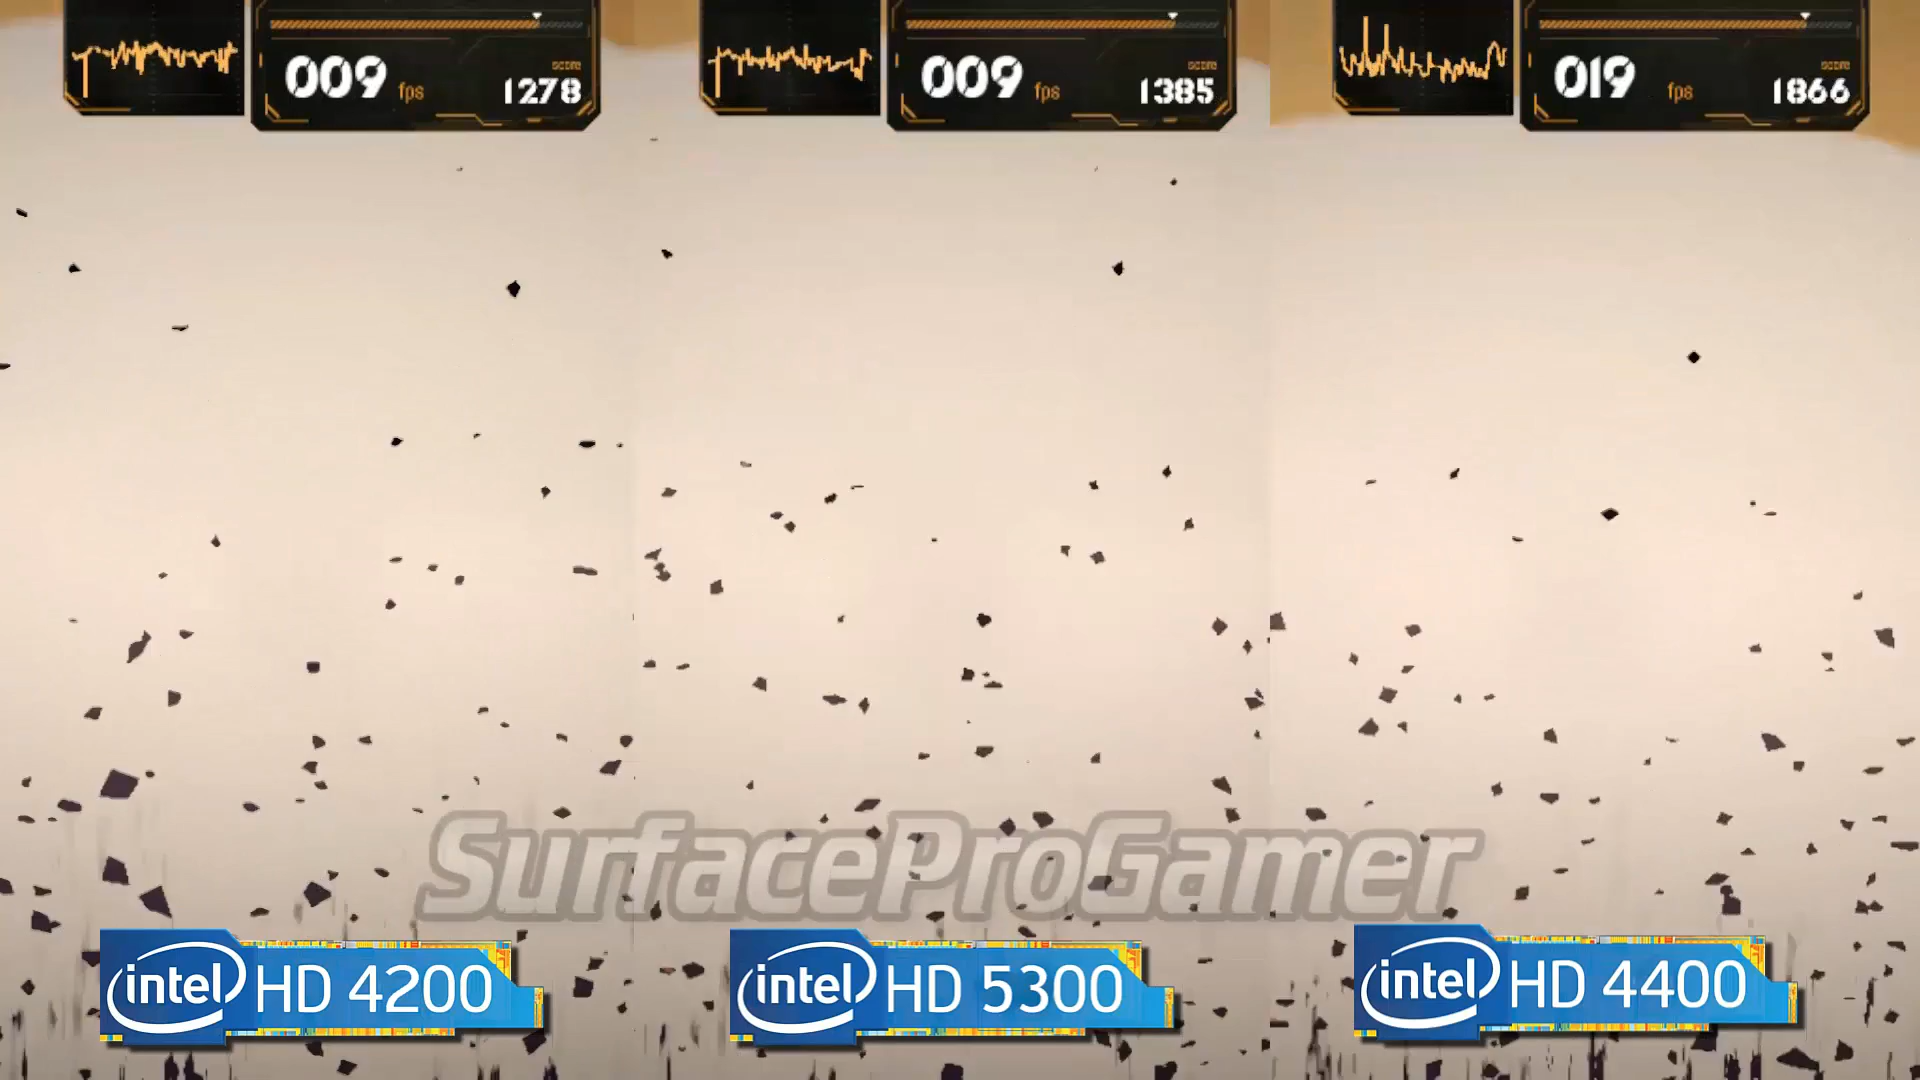 009 fps
score
1278
009 fps
score
1385
019 fps
score
1866
SurfaceProGamer
intel HD 4200
intel HD 5300
intel HD 4400